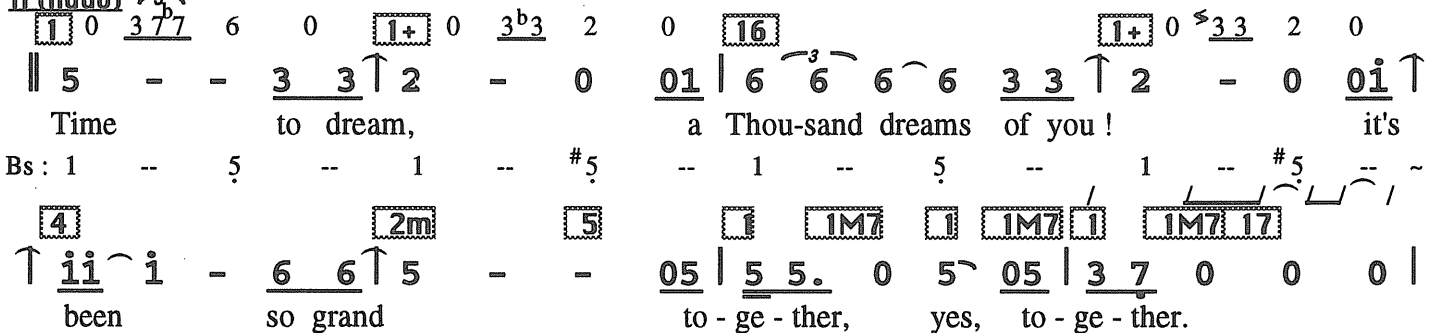 1 0 3 ♭7 7 6 0 1+ 0 3 ♭3 2 0 16 1+ 0 3 3 2 0
‖ 5 - - 3 3 ↑ 2 - 0 01 | 6 6 6 6 3 3 ↑ 2 - 0 0i ↑
Time to dream, a Thou-sand dreams of you ! it's
Bs : 1 -- 5̣ -- 1 -- #5̣ -- 1 -- 5̣ -- 1 -- #5̣ -- ~
4 2m 5 1 1M7 1 1M7 1 1M7 17
↑ ii i - 6 6 ↑ 5 - - 05 | 5 5. 0 5 05 | 3 7̣ 0 0 0 |
been so grand to - ge - ther, yes, to - ge - ther.